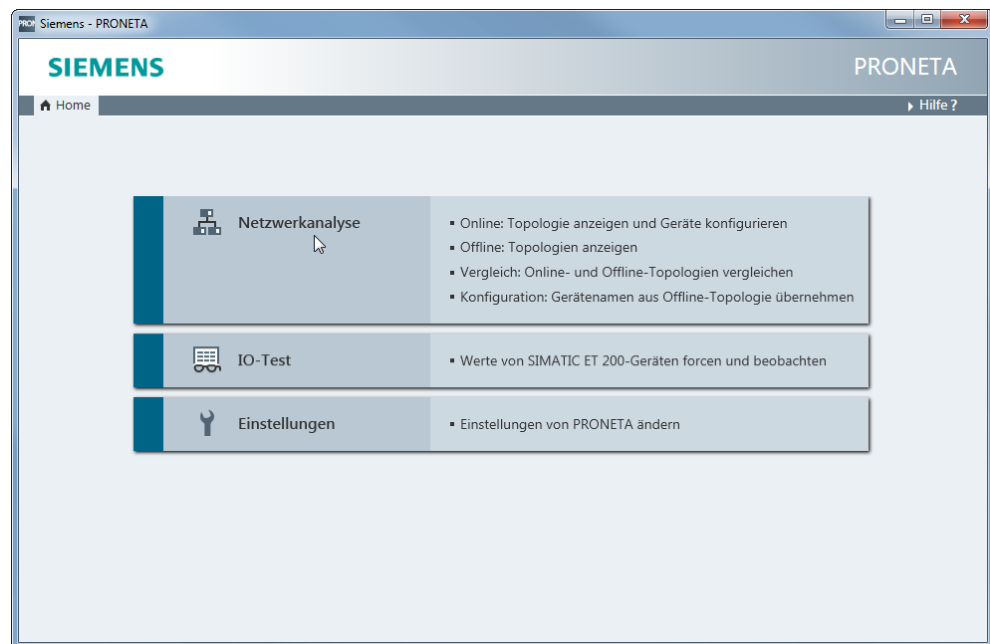 Siemens - PRONETA
SIEMENS
PRONETA
Home
Hilfe ?
Netzwerkanalyse
▪ Online: Topologie anzeigen und Geräte konfigurieren
▪ Offline: Topologien anzeigen
▪ Vergleich: Online- und Offline-Topologien vergleichen
▪ Konfiguration: Gerätenamen aus Offline-Topologie übernehmen
IO-Test
▪ Werte von SIMATIC ET 200-Geräten forcen und beobachten
Einstellungen
▪ Einstellungen von PRONETA ändern